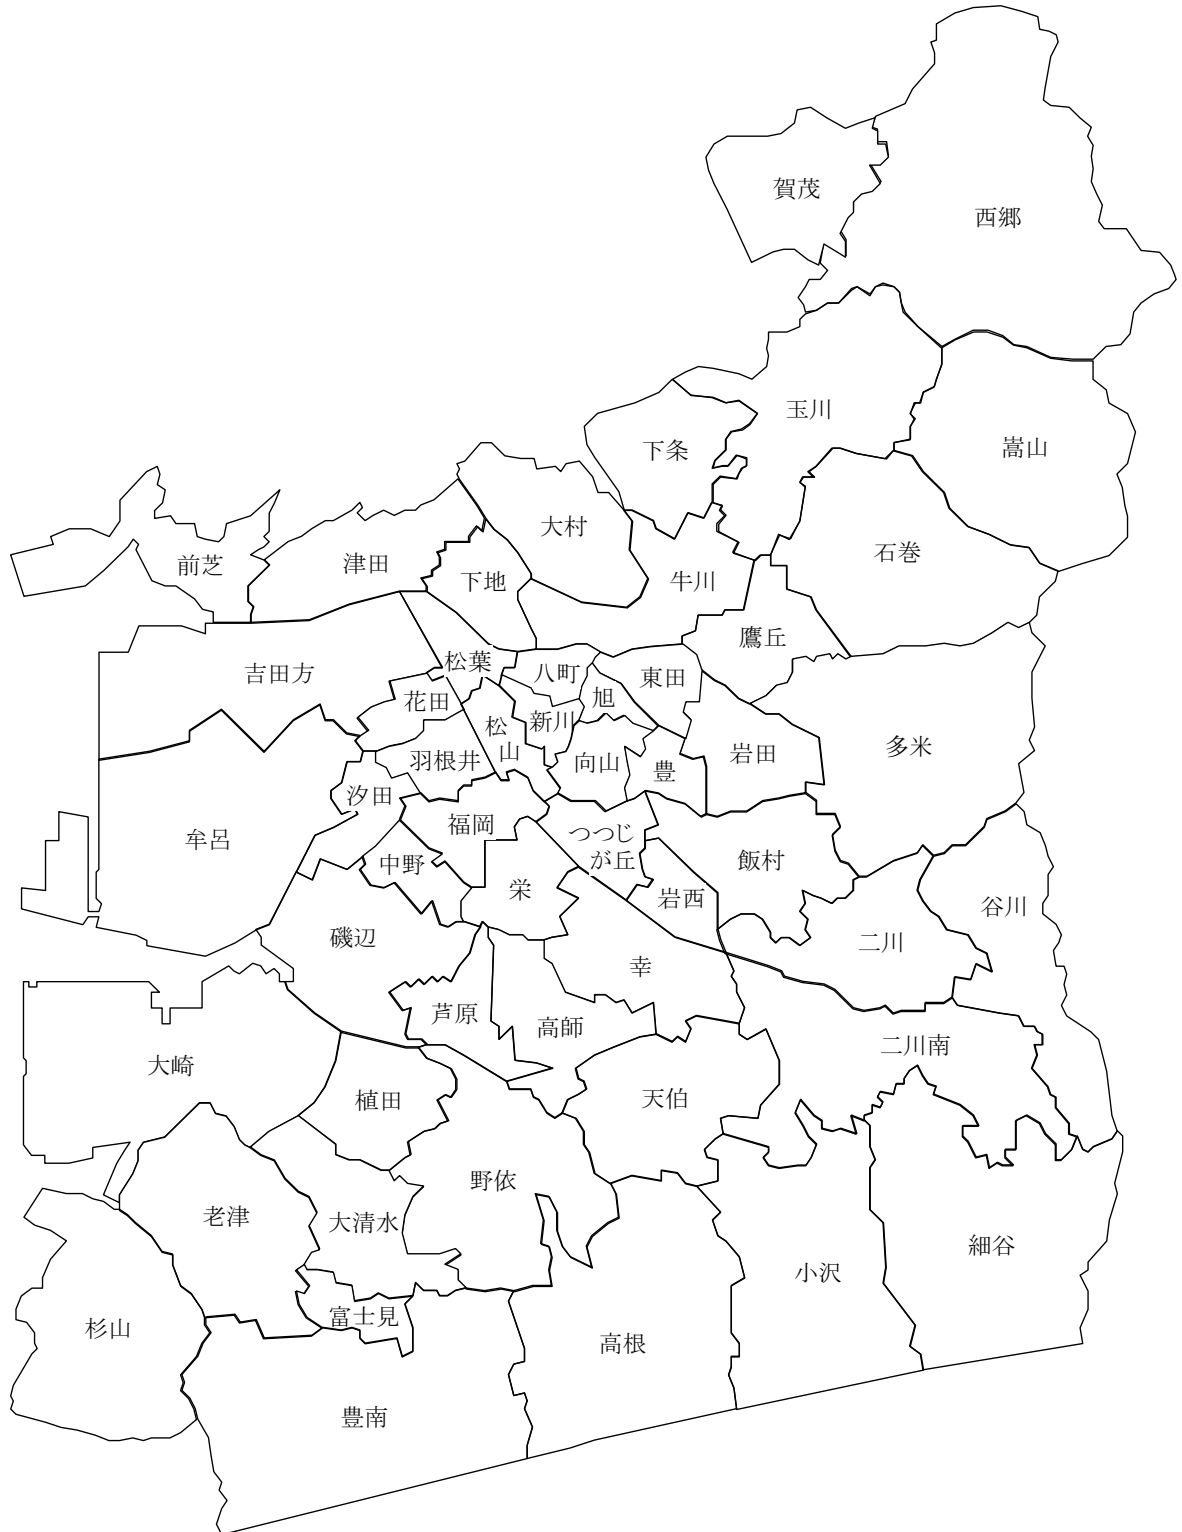 賀茂
西郷
玉川
嵩山
下条
大村
石巻
前芝
津田
下地
牛川
鷹丘
吉田方
松葉
八町
東田
花田
旭
新川
松
山
多米
羽根井
向山
豊
岩田
汐田
牟呂
福岡
つつじ
が丘
中野
飯村
栄
岩西
谷川
磯辺
二川
幸
芦原
高師
二川南
大崎
植田
天伯
野依
老津
大清水
細谷
小沢
杉山
富士見
高根
豊南